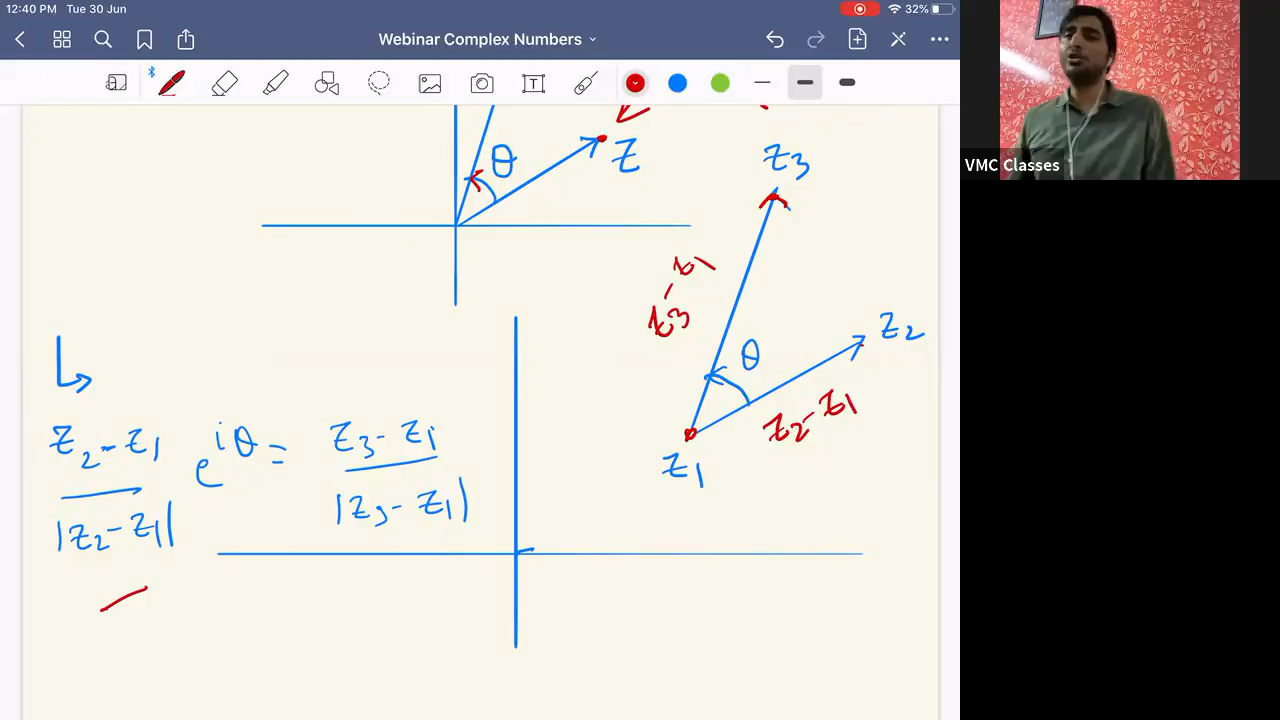 12:40 PM Tue 30 Jun
32%
Webinar Complex Numbers
T
VMC Classes
θ
z
z3
z3 - z1
θ
z2
z2 - z1
z1
z2 - z1 / |z2 - z1| e^iθ = z3 - z1 / |z3 - z1|